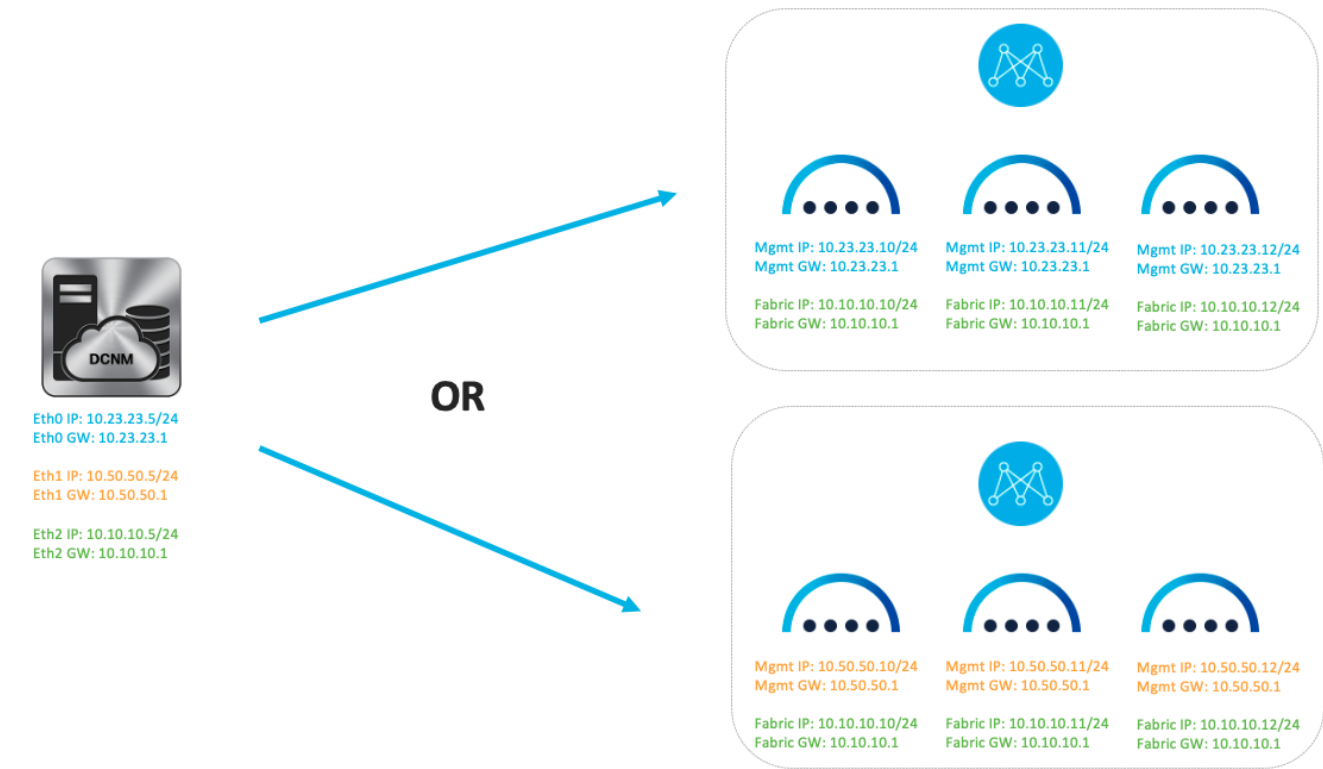 DCNM
Eth0 IP: 10.23.23.5/24
Eth0 GW: 10.23.23.1
Eth1 IP: 10.50.50.5/24
Eth1 GW: 10.50.50.1
Eth2 IP: 10.10.10.5/24
Eth2 GW: 10.10.10.1
OR
Mgmt IP: 10.23.23.10/24
Mgmt GW: 10.23.23.1
Fabric IP: 10.10.10.10/24
Fabric GW: 10.10.10.1
Mgmt IP: 10.23.23.11/24
Mgmt GW: 10.23.23.1
Fabric IP: 10.10.10.11/24
Fabric GW: 10.10.10.1
Mgmt IP: 10.23.23.12/24
Mgmt GW: 10.23.23.1
Fabric IP: 10.10.10.12/24
Fabric GW: 10.10.10.1
Mgmt IP: 10.50.50.10/24
Mgmt GW: 10.50.50.1
Fabric IP: 10.10.10.10/24
Fabric GW: 10.10.10.1
Mgmt IP: 10.50.50.11/24
Mgmt GW: 10.50.50.1
Fabric IP: 10.10.10.11/24
Fabric GW: 10.10.10.1
Mgmt IP: 10.50.50.12/24
Mgmt GW: 10.50.50.1
Fabric IP: 10.10.10.12/24
Fabric GW: 10.10.10.1